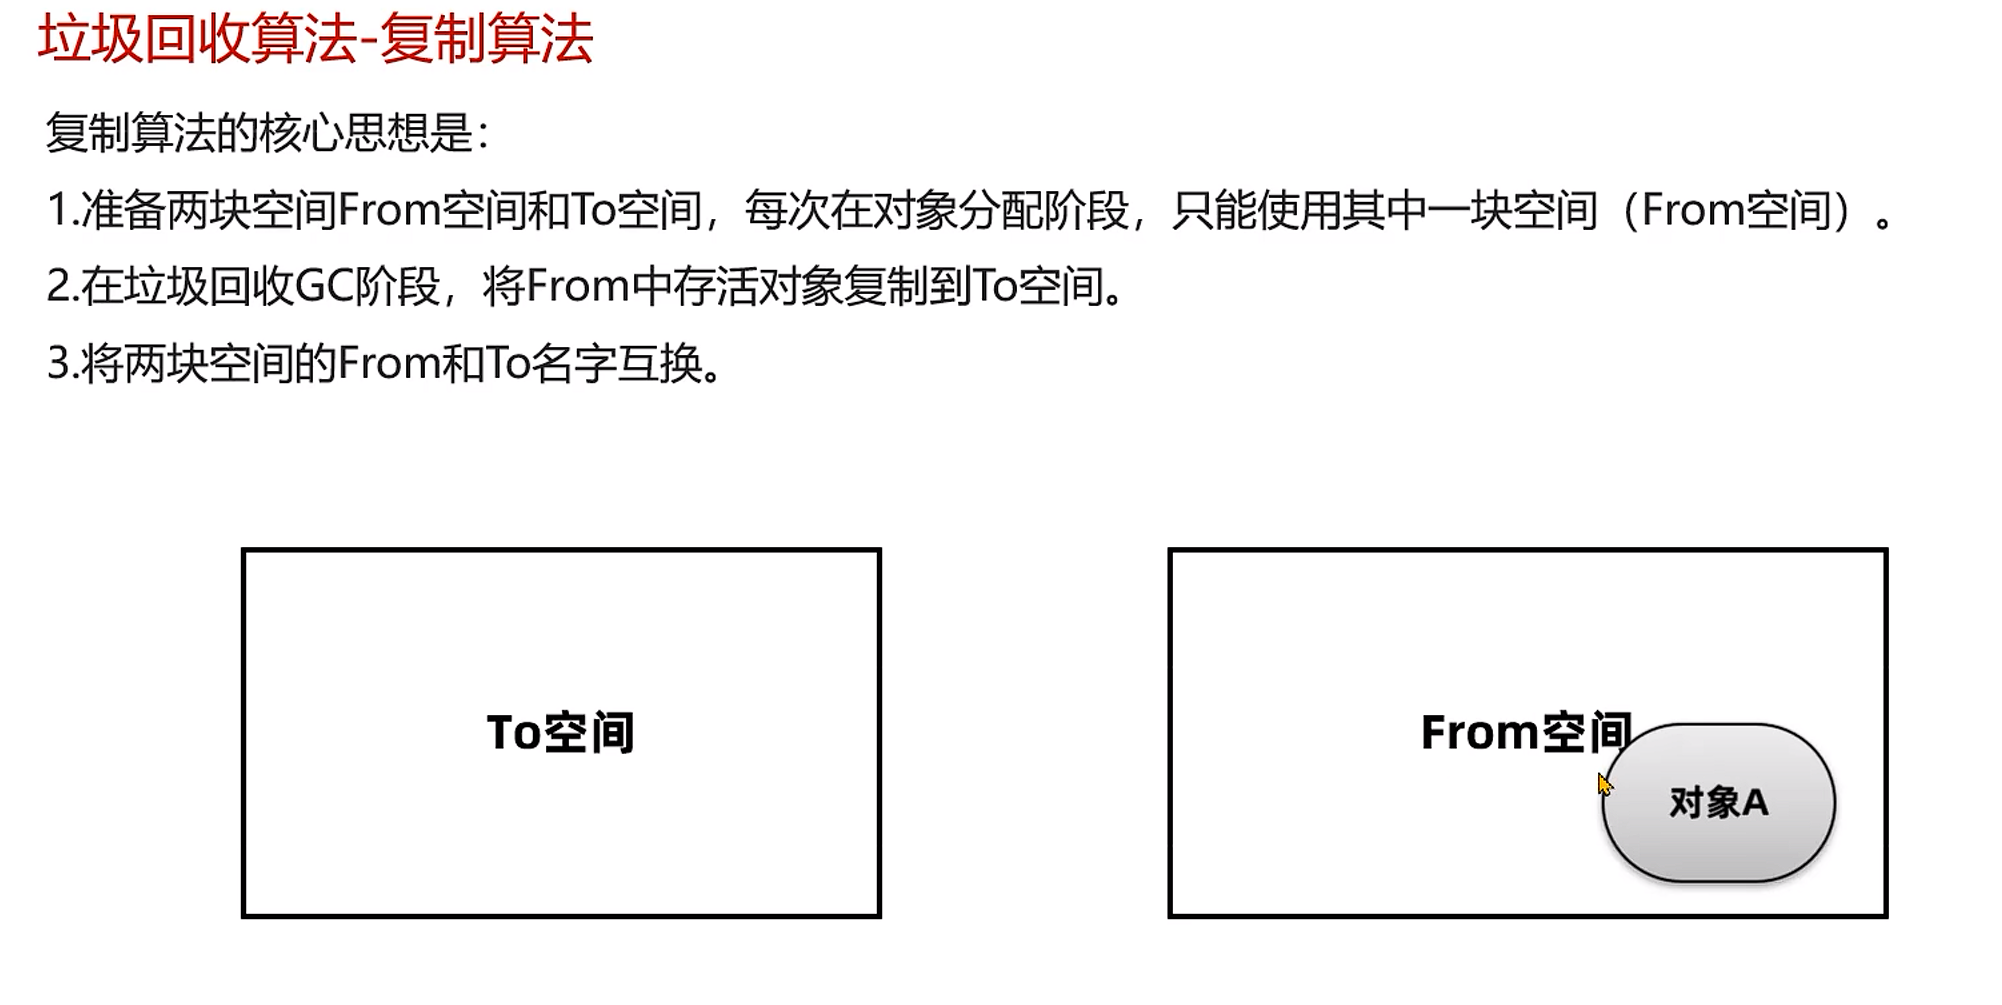 垃圾回收算法-复制算法
复制算法的核心思想是：
1.准备两块空间From空间和To空间，每次在对象分配阶段，只能使用其中一块空间（From空间）。
2.在垃圾回收GC阶段，将From中存活对象复制到To空间。
3.将两块空间的From和To名字互换。
To空间
From空间
对象A